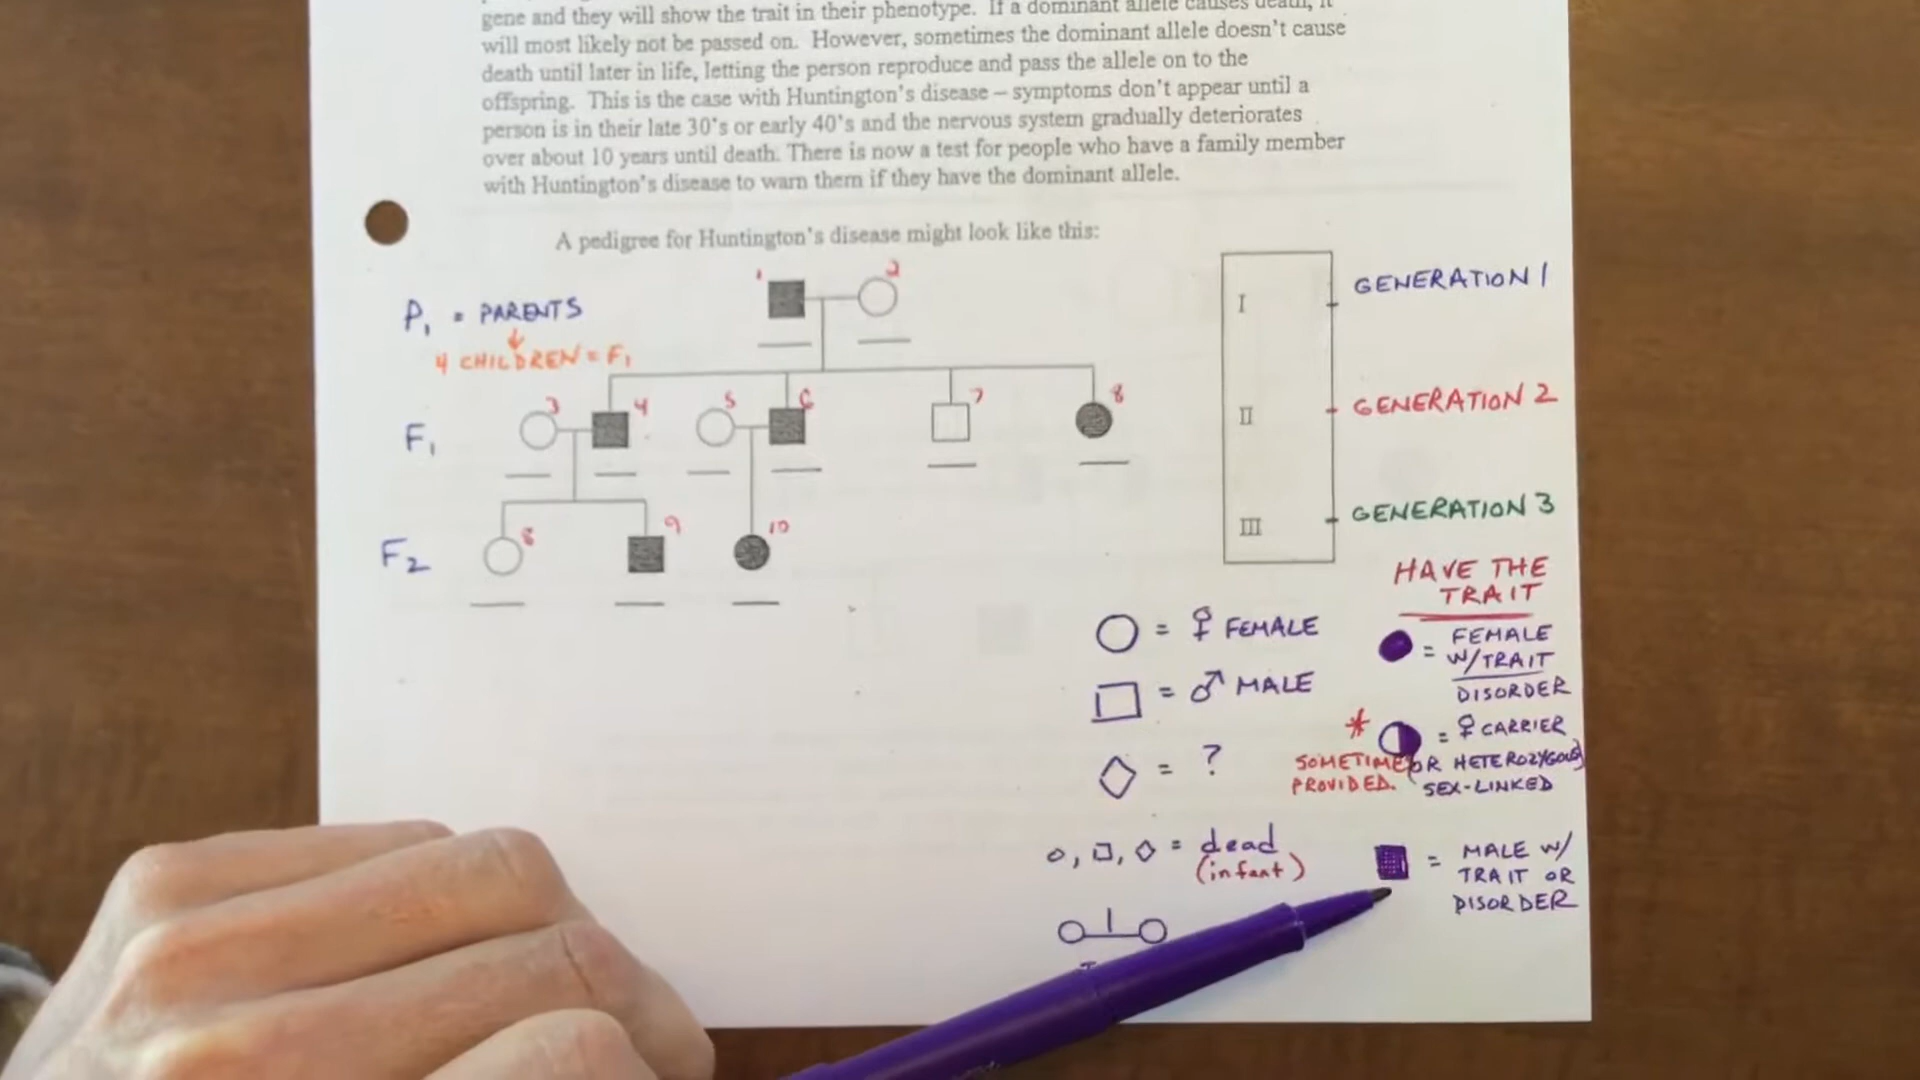 gene and they will show the trait in their phenotype. If a dominant allele causes death, it
will most likely not be passed on. However, sometimes the dominant allele doesn't cause
death until later in life, letting the person reproduce and pass the allele on to the
offspring. This is the case with Huntington's disease – symptoms don't appear until a
person is in their late 30's or early 40's and the nervous system gradually deteriorates
over about 10 years until death. There is now a test for people who have a family member
with Huntington's disease to warn them if they have the dominant allele.
A pedigree for Huntington's disease might look like this:
1 2
P1 = PARENTS
4 CHILDREN = F1
3 4 5 6 7 8
F1
8 9 10
F2
I GENERATION 1
II GENERATION 2
III GENERATION 3
HAVE THE
TRAIT
= ♀ FEMALE
= ♂ MALE
= ?
, , = dead
(infant)
= FEMALE
W/TRAIT
DISORDER
* = ♀ CARRIER
SOMETIMES
PROVIDED.
OR HETEROZYGOUS
SEX-LINKED
= MALE W/
TRAIT OR
DISORDER